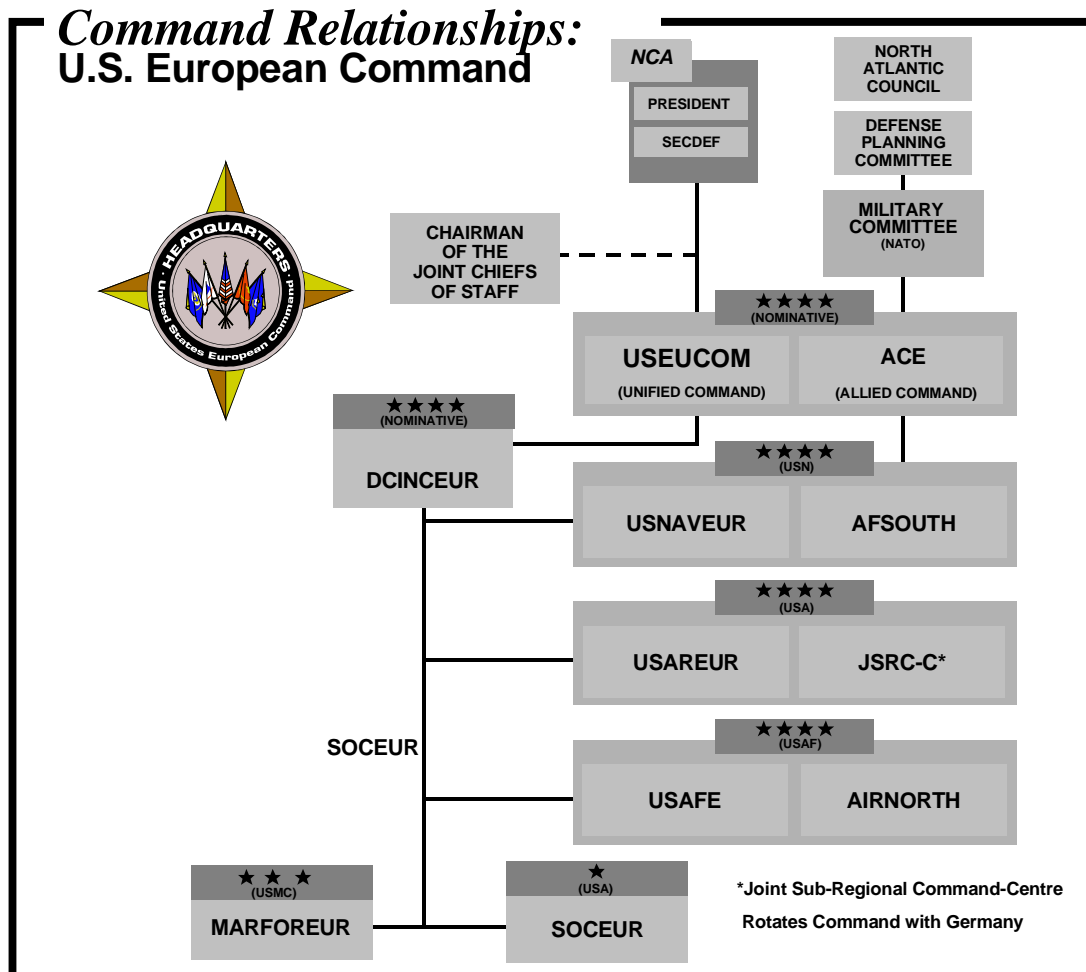 Command Relationships:
U.S. European Command
NCA
PRESIDENT
SECDEF
NORTH
ATLANTIC
COUNCIL
DEFENSE
PLANNING
COMMITTEE
MILITARY
COMMITTEE
(NATO)
HEADQUARTERS
United States European Command
CHAIRMAN
OF THE
JOINT CHIEFS
OF STAFF
(NOMINATIVE)
USEUCOM
(UNIFIED COMMAND)
ACE
(ALLIED COMMAND)
(NOMINATIVE)
DCINCEUR
(USN)
USNAVEUR
AFSOUTH
(USA)
USAREUR
JSRC-C*
SOCEUR
(USAF)
USAFE
AIRNORTH
(USMC)
MARFOREUR
(USA)
SOCEUR
*Joint Sub-Regional Command-Centre
Rotates Command with Germany